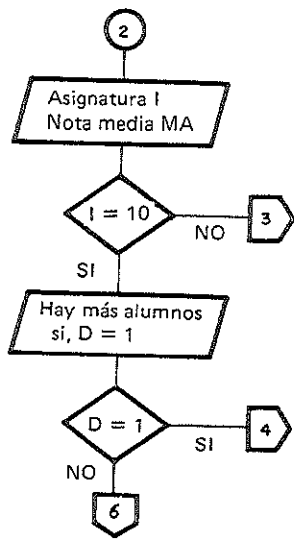 2
Asignatura I
Nota media MA
I = 10
NO
3
SI
Hay más alumnos
si, D = 1
D = 1
SI
4
NO
6